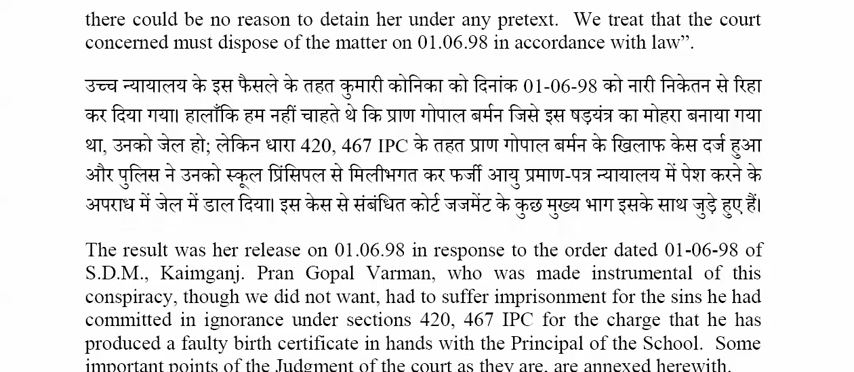 there could be no reason to detain her under any pretext.  We treat that the court
concerned must dispose of the matter on 01.06.98 in accordance with law”.
उच्च न्यायालय के इस फैसले के तहत कुमारी कोनिका को दिनांक 01-06-98 को नारी निकेतन से रिहा
कर दिया गया। हालाँकि हम नहीं चाहते थे कि प्राण गोपाल बर्मन जिसे इस षड़यंत्र का मोहरा बनाया गया
था, उनको जेल हो; लेकिन धारा 420, 467 IPC के तहत प्राण गोपाल बर्मन के खिलाफ केस दर्ज हुआ
और पुलिस ने उनको स्कूल प्रिंसिपल से मिलीभगत कर फर्जी आयु प्रमाण-पत्र न्यायालय में पेश करने के
अपराध में जेल में डाल दिया। इस केस से संबंधित कोर्ट जजमेंट के कुछ मुख्य भाग इसके साथ जुड़े हुए हैं।
The result was her release on 01.06.98 in response to the order dated 01-06-98 of
S.D.M., Kaimganj. Pran Gopal Varman, who was made instrumental of this
conspiracy, though we did not want, had to suffer imprisonment for the sins he had
committed in ignorance under sections 420, 467 IPC for the charge that he has
produced a faulty birth certificate in hands with the Principal of the School.  Some
important points of the Judgment of the court as they are, are annexed herewith.